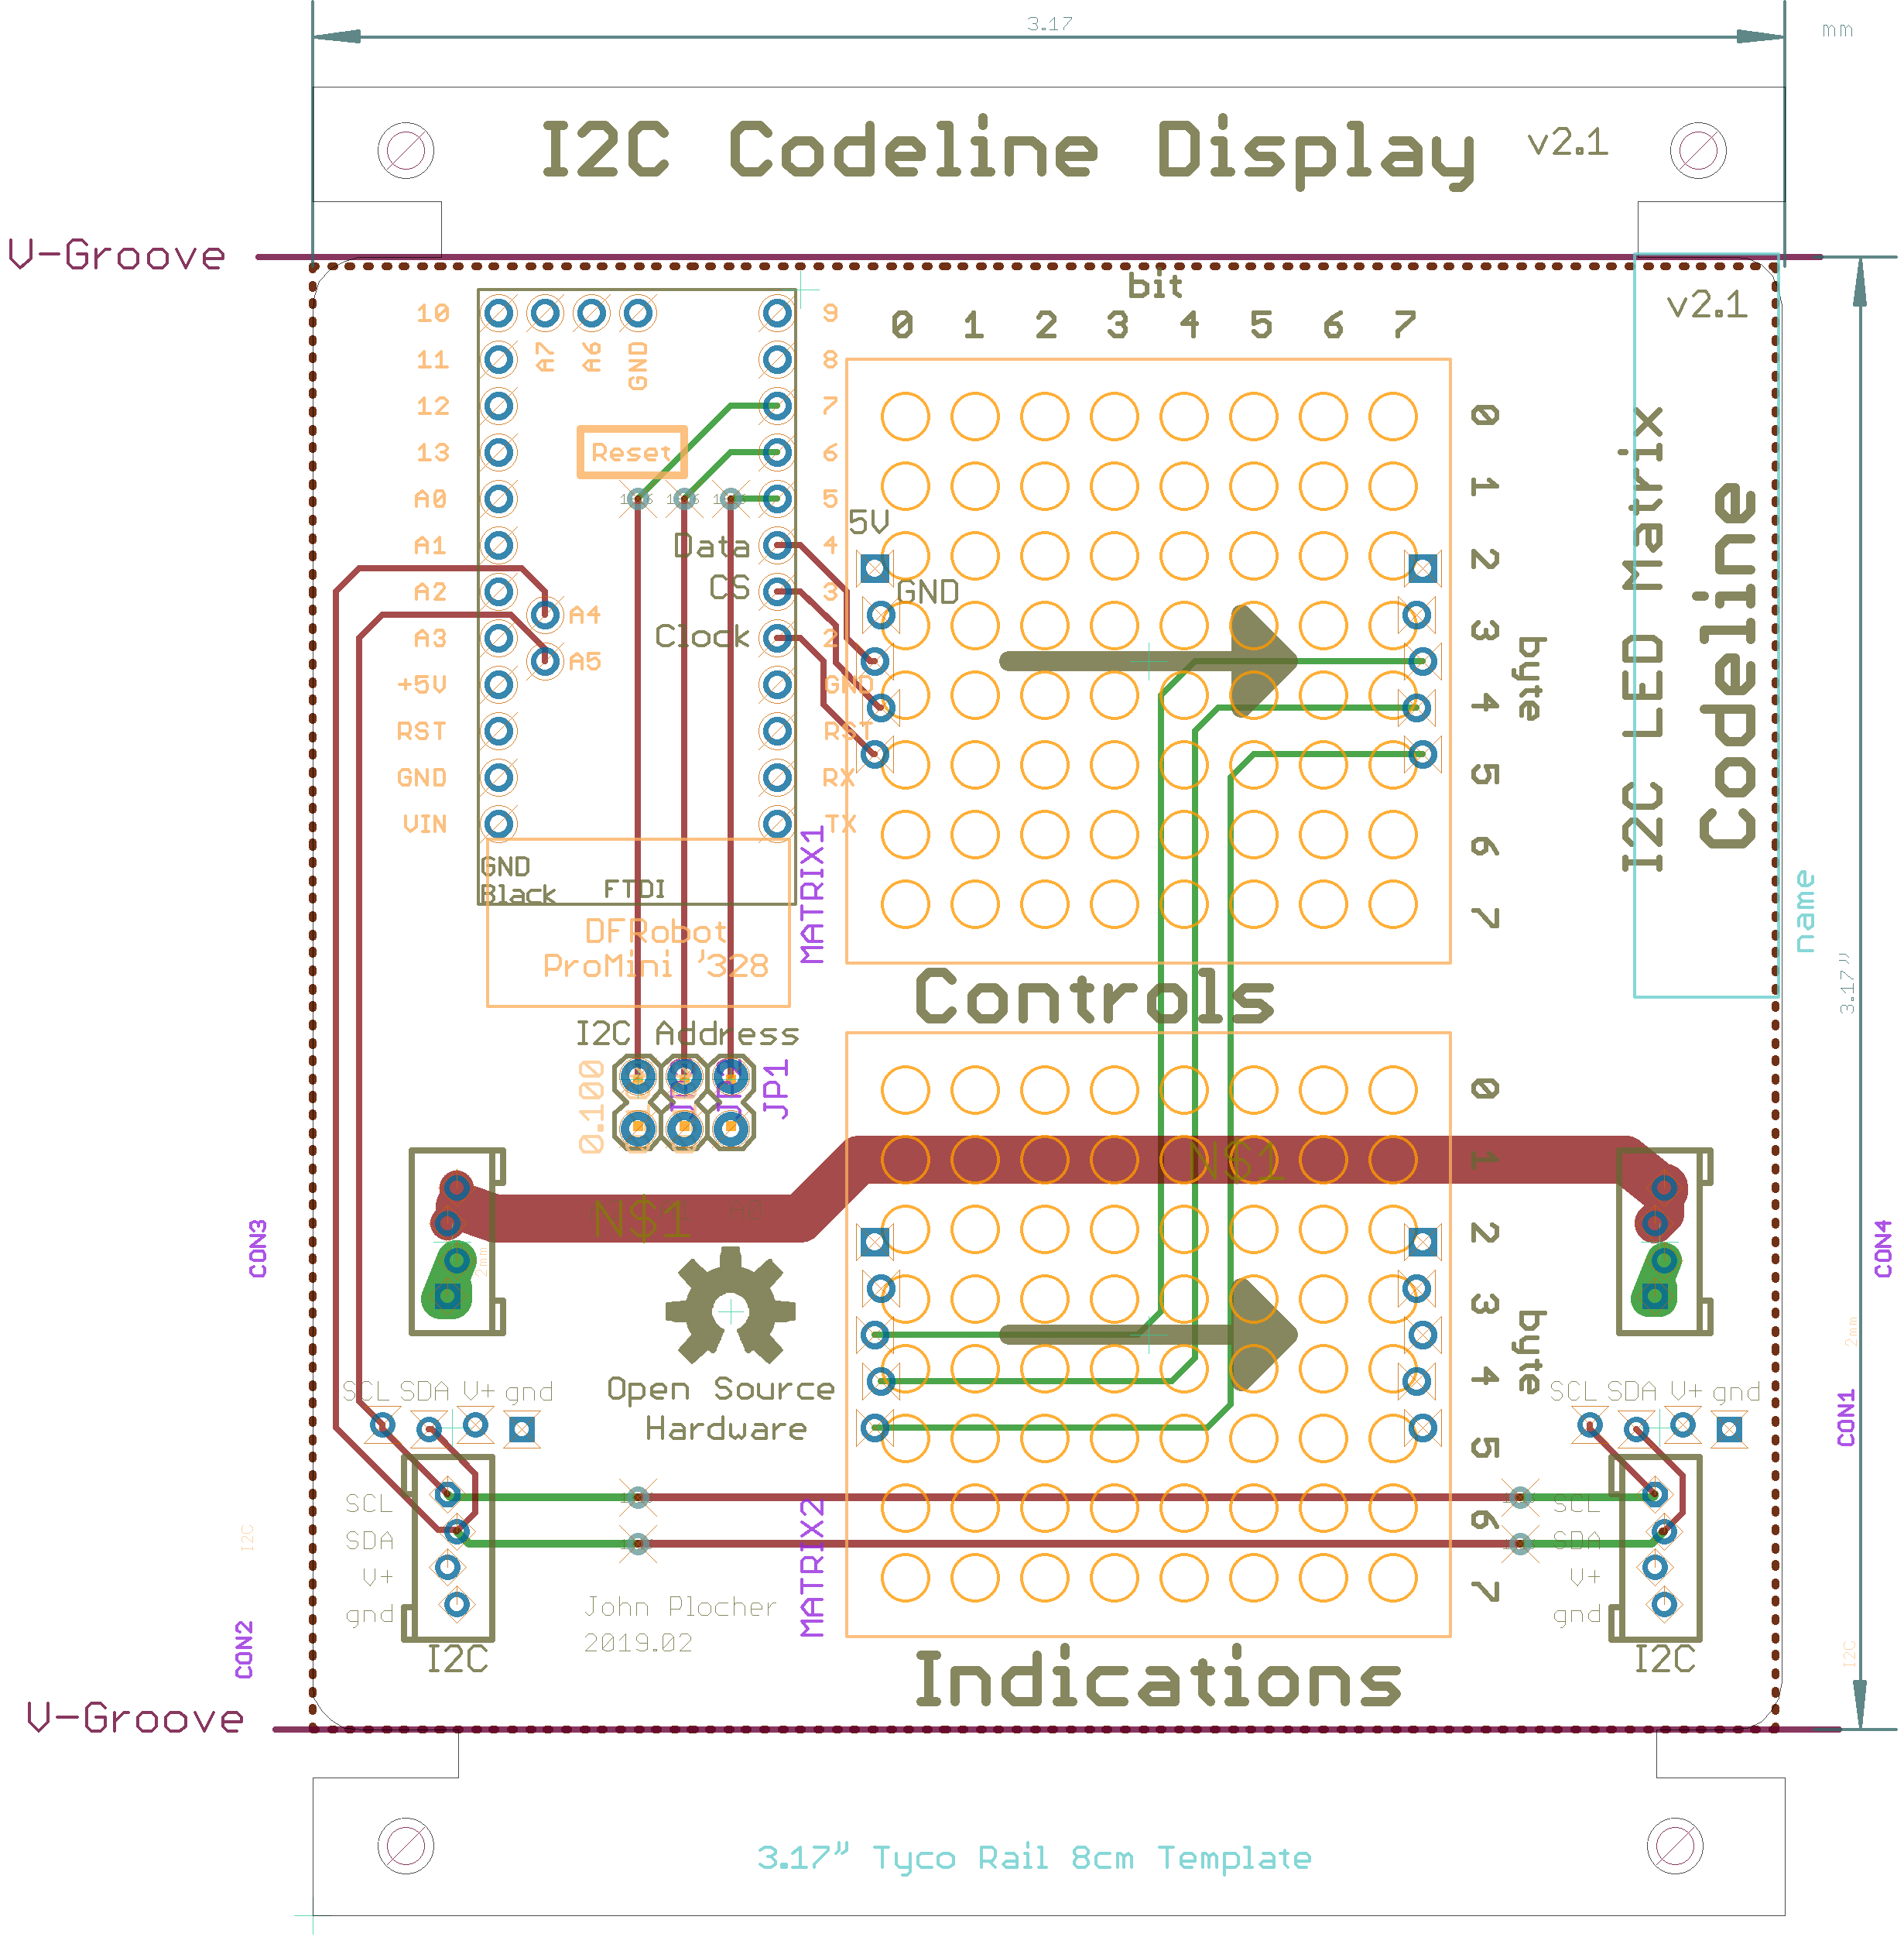 3.17
mm
I2C Codeline Display v2.1
V-Groove
bit
v2.1
0 1 2 3 4 5 6 7
10
11
12
13
A0
A1
A2
A3
+5V
RST
GND
VIN
A7
A6
GND
Reset
A4
A5
9
8
7
6
5
4
3
2
GND
RST
RX
TX
Data
CS
Clock
5V
GND
GND
Black
FTDI
DFRobot
ProMini '328
MATRIX1
0
1
2
3
4
5
6
7
byte
I2C LED Matrix
Codeline
name
3.17"
Controls
I2C Address
0.100
JP1
N$1
N$1
CON3
2mm
CON4
2mm
Open Source
Hardware
0
1
2
3
4
5
6
7
byte
SCL SDA V+ gnd
SCL
SDA
V+
gnd
I2C
I2C
CON2
SCL SDA V+ gnd
SCL
SDA
V+
gnd
I2C
I2C
CON1
MATRIX2
John Plocher
2019.02
Indications
V-Groove
3.17" Tyco Rail 8cm Template